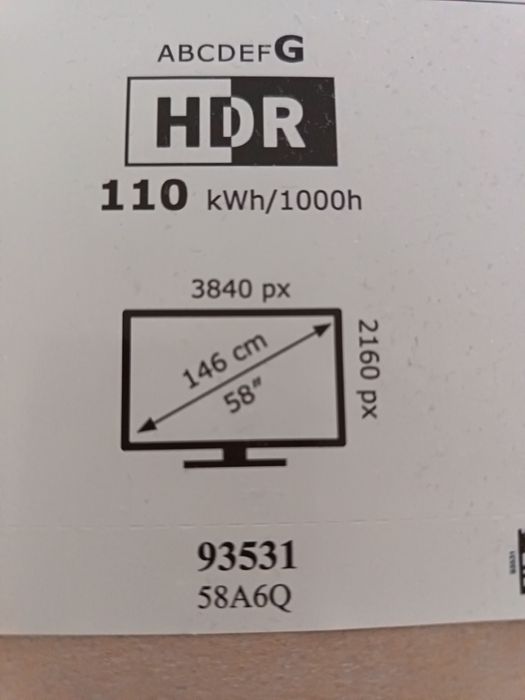 ABCDEFG
HDR
110 kWh/1000h
3840 px
2160 px
146 cm
58"
93531
58A6Q